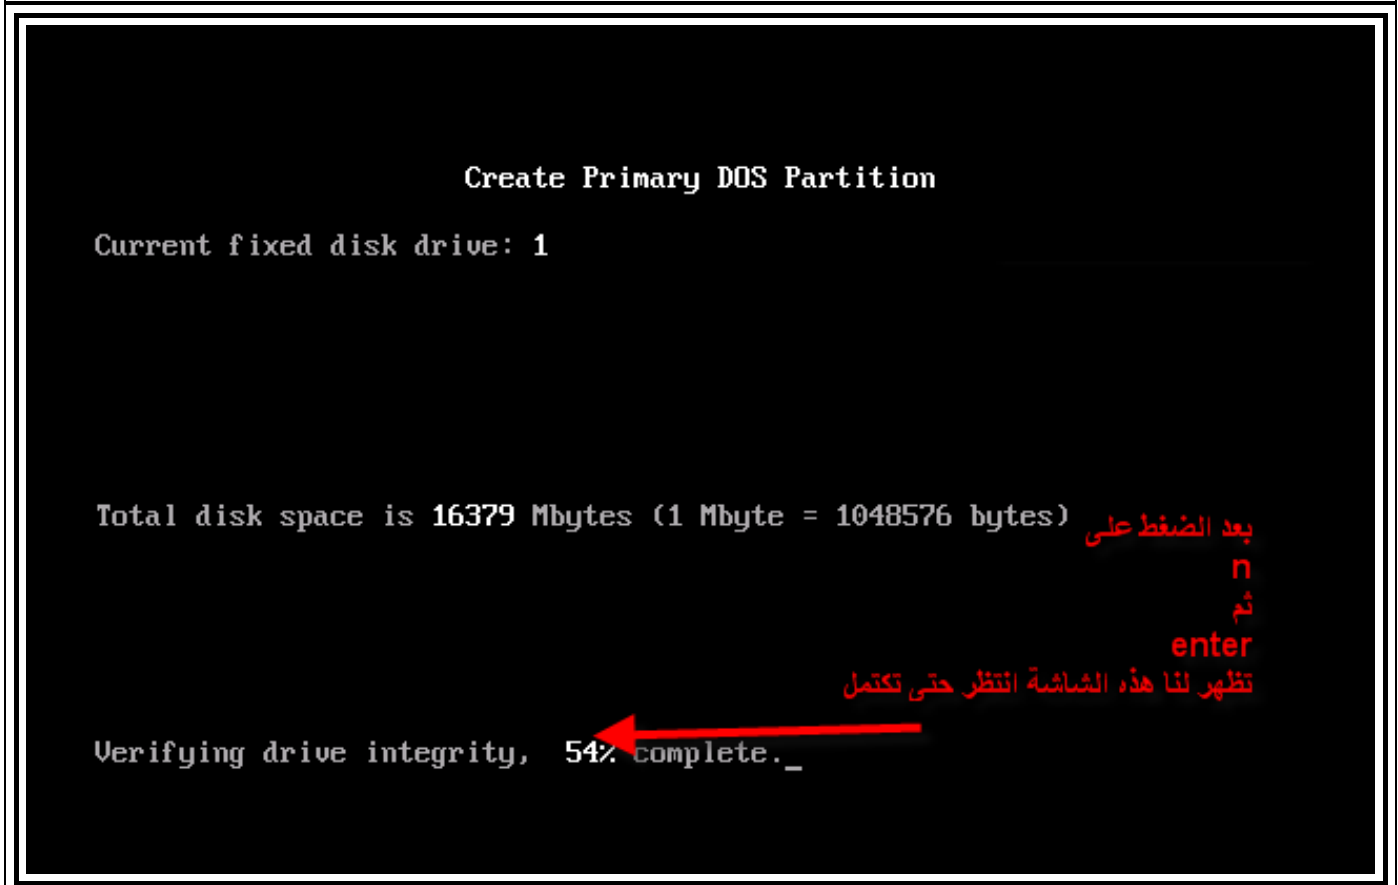 Create Primary DOS Partition
Current fixed disk drive: 1
Total disk space is 16379 Mbytes (1 Mbyte = 1048576 bytes)
بعد الضغط على
n
ثم
enter
تظهر لنا هذه الشاشة انتظر حتى تكتمل
Verifying drive integrity, 54% complete._